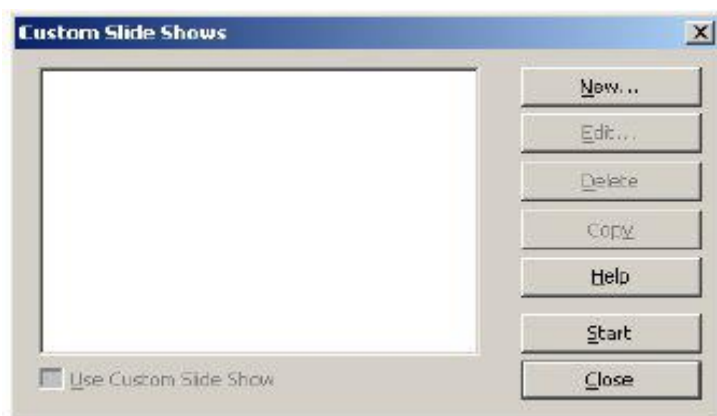 Custom Slide Shows
New...
Edit...
Delete
Copy
Help
Start
Use Custom Slide Show
Close